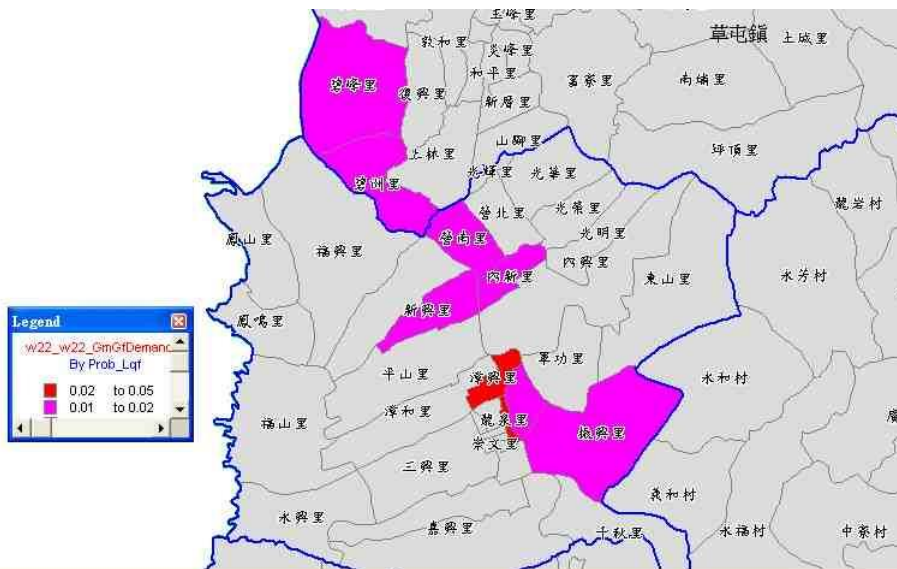 玉峰里
敦和里
炎峰里
草屯鎮
土城里
碧峰里
復興里
和平里
富寮里
南埔里
新厝里
上林里
山腳里
坪頂里
碧洲里
光輝里
光華里
營北里
光榮里
龍岩村
鳳山里
福興里
營南里
光明里
永芳村
內新里
內興里
東山里
新興里
鳳鳴里
Legend
w22_w22_GmGfDemand
By Prob_Lqf
0.02 to 0.05
0.01 to 0.02
平山里
漳興里
軍功里
永和村
福山里
漳和里
龍泉里
振興里
崇文里
三興里
永興里
嘉興里
千秋里
義和村
永福村
中寮村